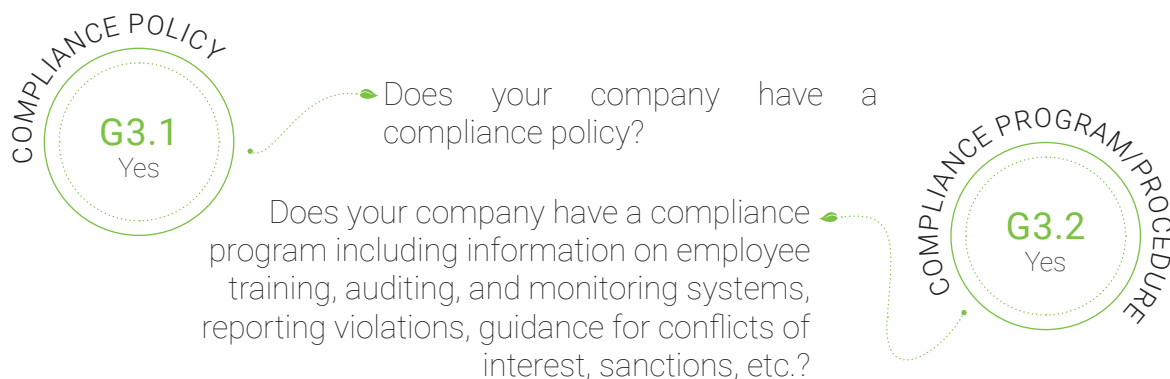 COMPLIANCE POLICY
G3.1
Yes
Does your company have a
compliance policy?
COMPLIANCE PROGRAM/PROCEDURE
G3.2
Yes
Does your company have a compliance
program including information on employee
training, auditing, and monitoring systems,
reporting violations, guidance for conflicts of
interest, sanctions, etc.?